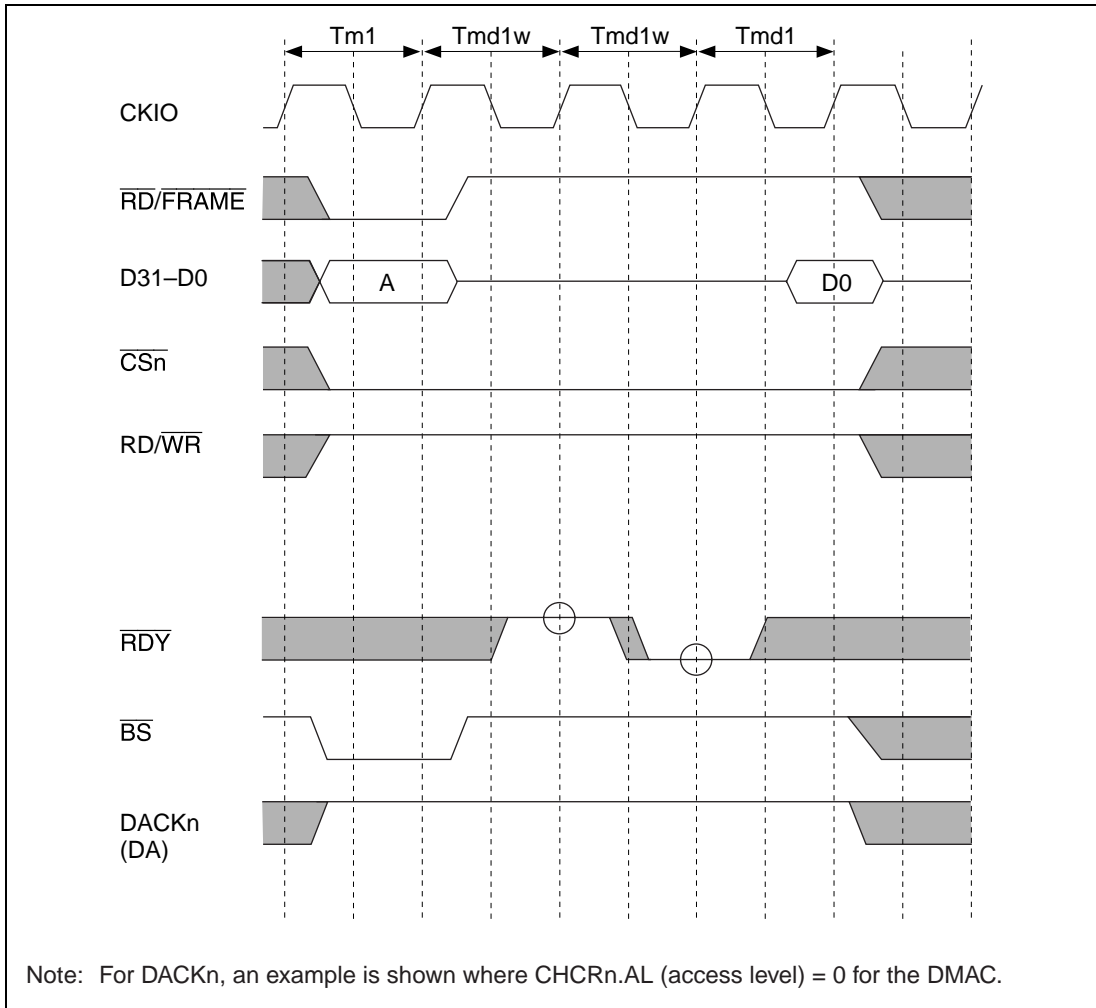 Tm1 Tmd1w Tmd1w Tmd1
CKIO
RD/FRAME
D31–D0
A
D0
CSn
RD/WR
RDY
BS
DACKn
(DA)
Note: For DACKn, an example is shown where CHCRn.AL (access level) = 0 for the DMAC.